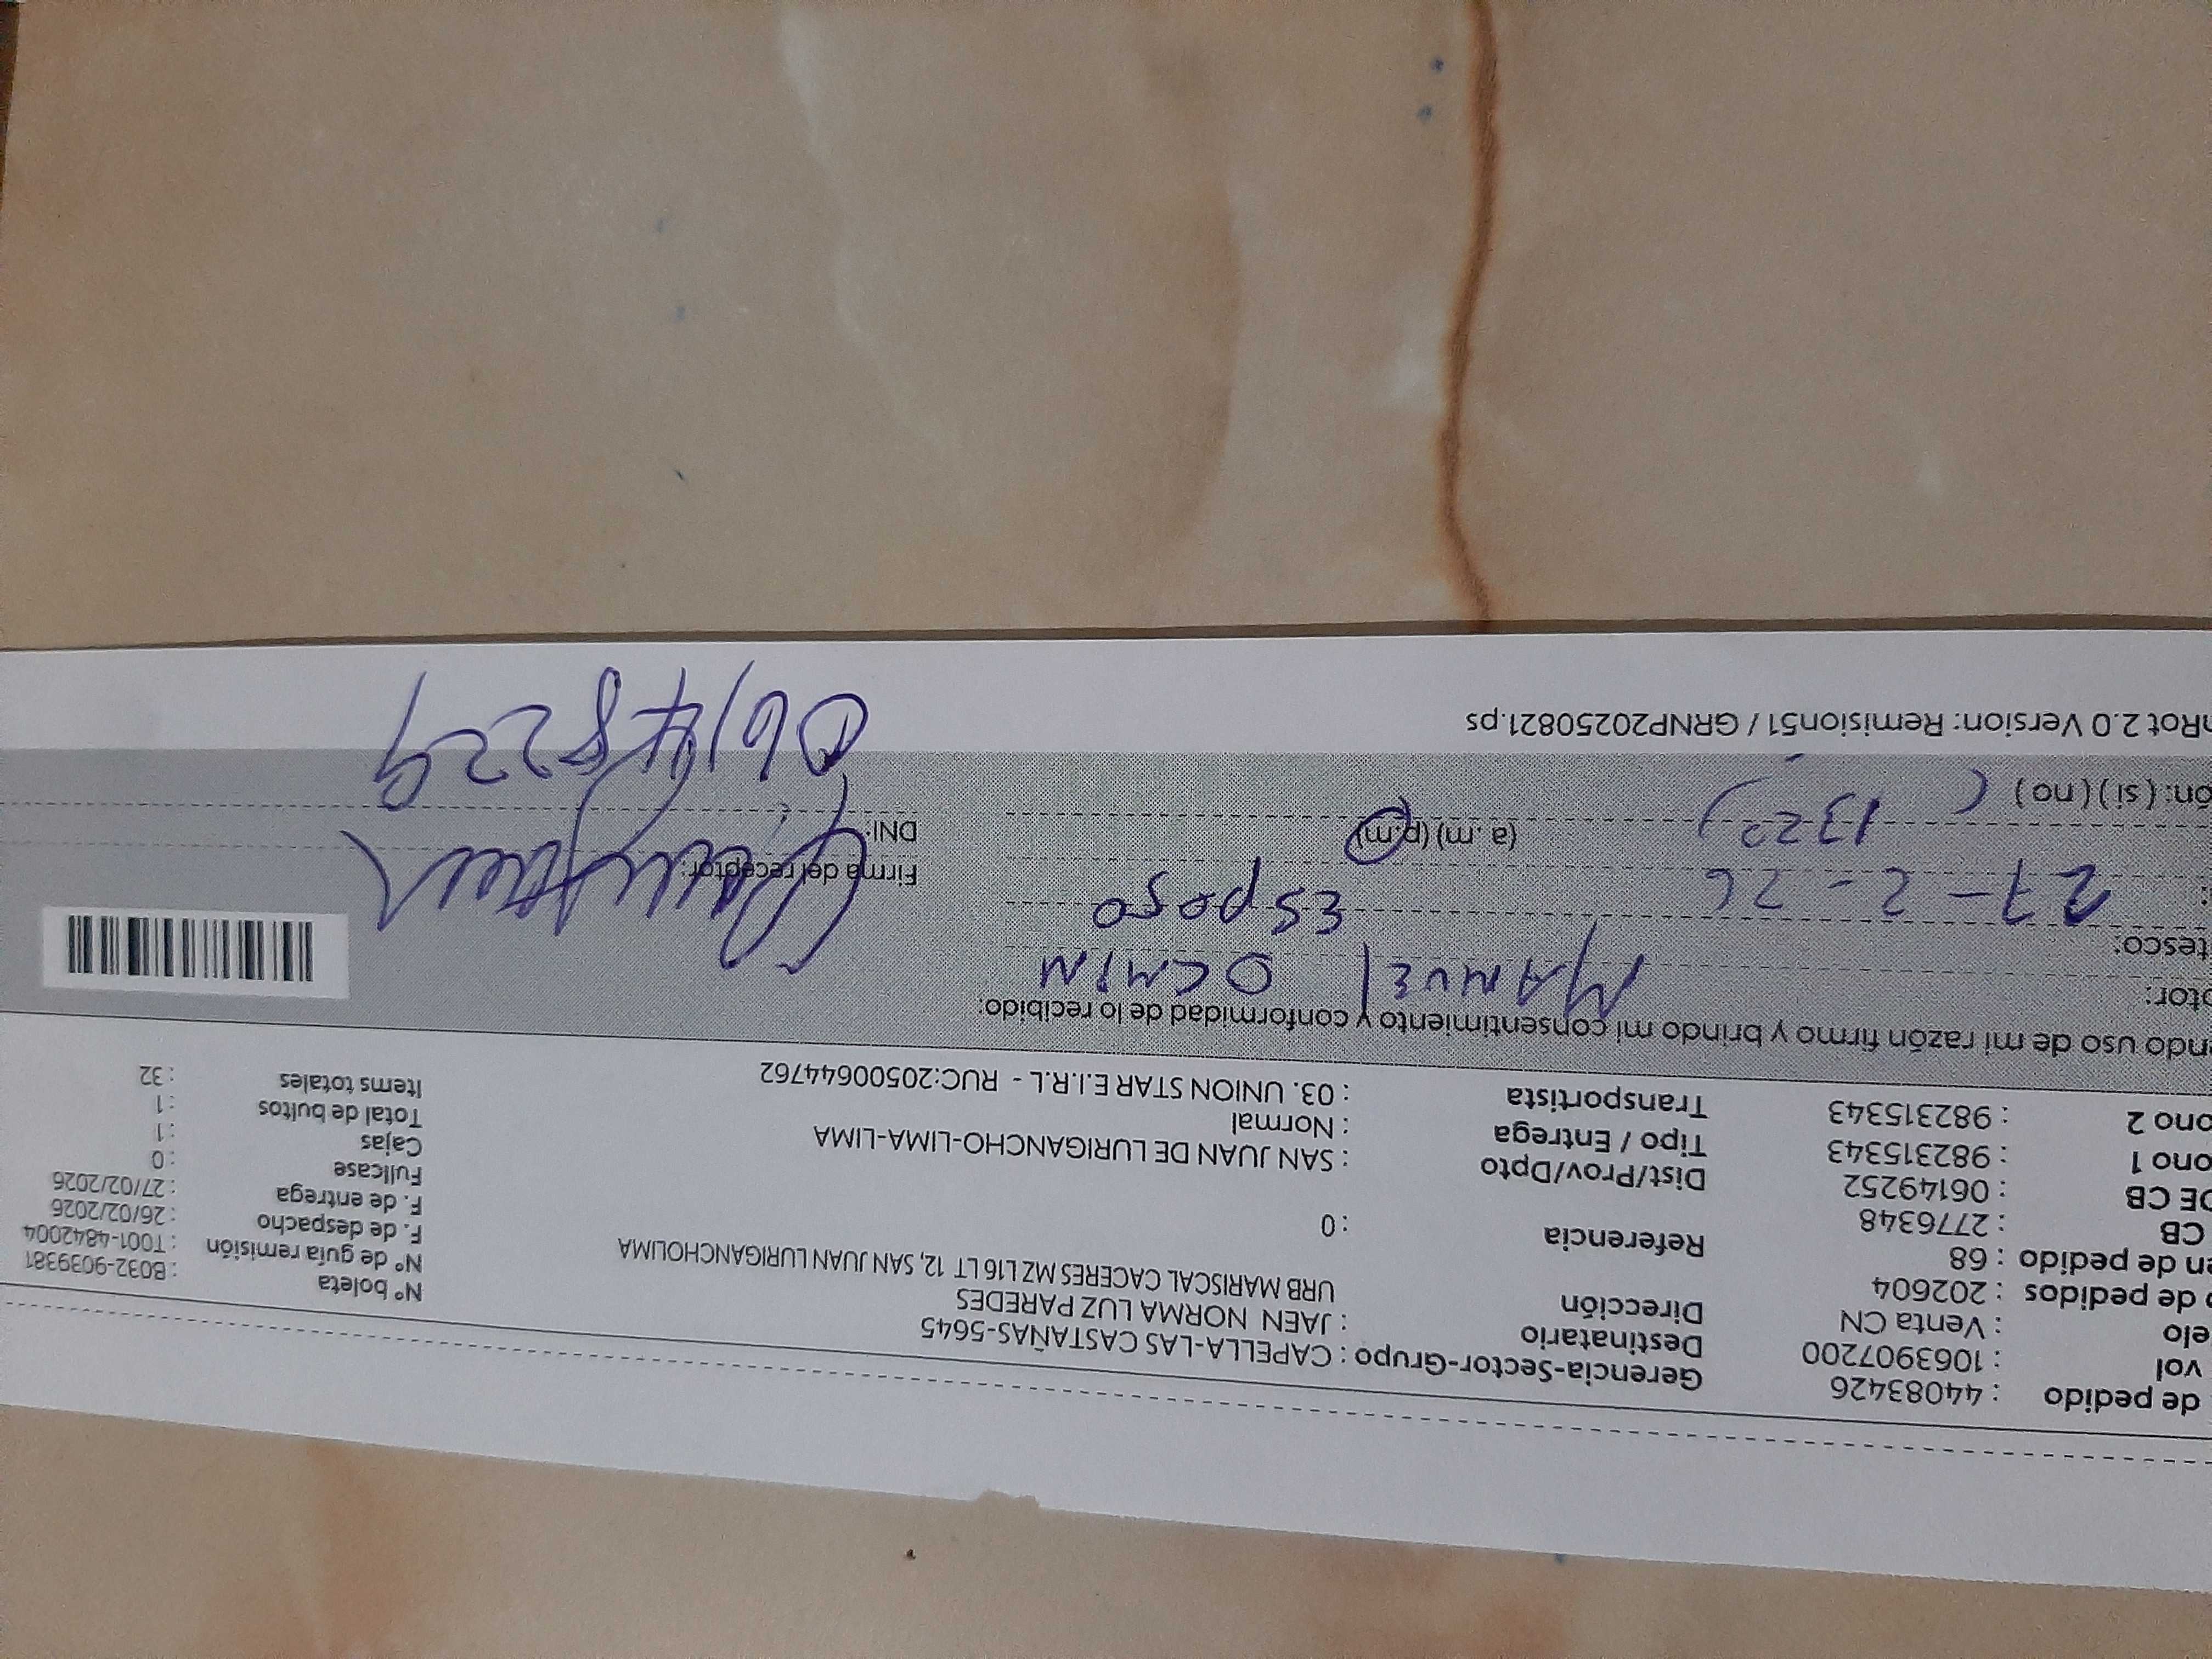 de pedido : 44083426
vol : 1063907200
elo : Venta CN
de pedidos : 202604
en de pedido : 68
CB : 2776348
DE CB : 06149252
ono 1 : 982315343
ono 2 : 982315343
Gerencia-Sector-Grupo : CAPELLA-LAS CASTAÑAS-5645
Destinatario : JAEN NORMA LUZ PAREDES
Dirección URB MARISCAL CACERES MZ L16 LT 12, SAN JUAN LURIGANCHOLIMA
Referencia : 0
Dist/Prov/Dpto : SAN JUAN DE LURIGANCHO-LIMA-LIMA
Tipo / Entrega : Normal
Transportista : 03. UNION STAR E.I.R.L - RUC:20500644762
N° boleta : B032-9039381
N° de guía remisión : T001-4842004
F. de despacho : 26/02/2026
F. de entrega : 27/02/2026
Fullcase : 0
Cajas : 1
Total de bultos : 1
Items totales : 32
endo uso de mi razón firmo y brindo mi consentimiento y conformidad de lo recibido:
ptor: MANUEL OCMIN
tesco: ESPOSO
: 27-2-26 (a. m) (p.m)
ón: ( si ) ( no ) ( 1320 )
Firma del receptor:
DNI:
nRot 2.0 Version: Remision51 / GRNP20250821.ps